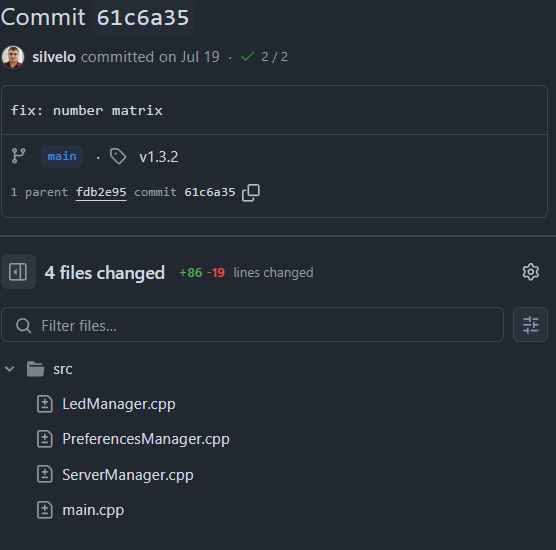 Commit 61c6a35
silvelo committed on Jul 19 · 2 / 2
fix: number matrix
main · v1.3.2
1 parent fdb2e95 commit 61c6a35
4 files changed +86 -19 lines changed
Filter files...
src
LedManager.cpp
PreferencesManager.cpp
ServerManager.cpp
main.cpp